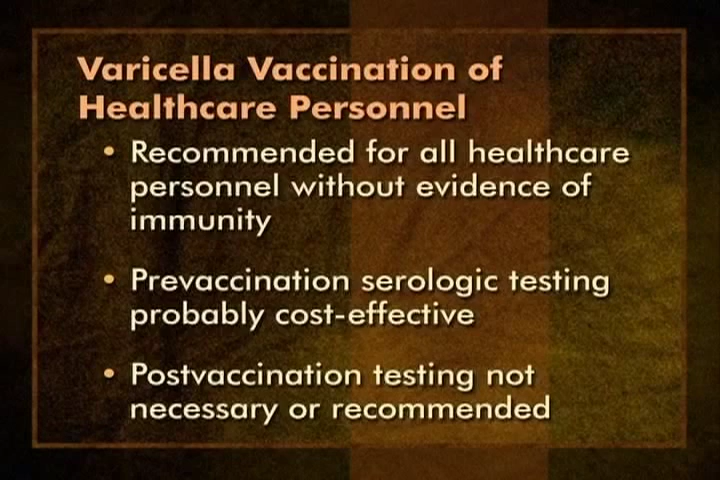 Varicella Vaccination of
Healthcare Personnel
• Recommended for all healthcare
personnel without evidence of
immunity
• Prevaccination serologic testing
probably cost-effective
• Postvaccination testing not
necessary or recommended